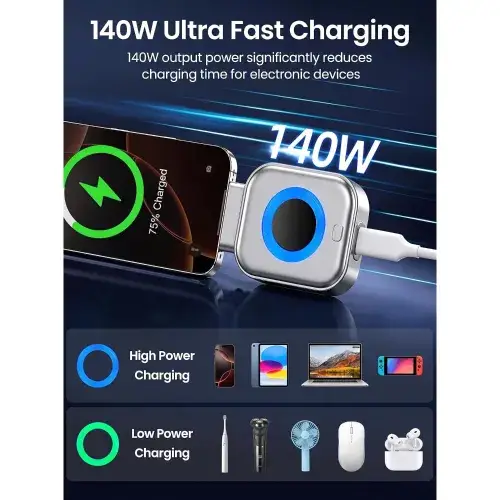 140W Ultra Fast Charging
140W output power significantly reduces
charging time for electronic devices
140W
75% Charged
High Power
Charging
Low Power
Charging